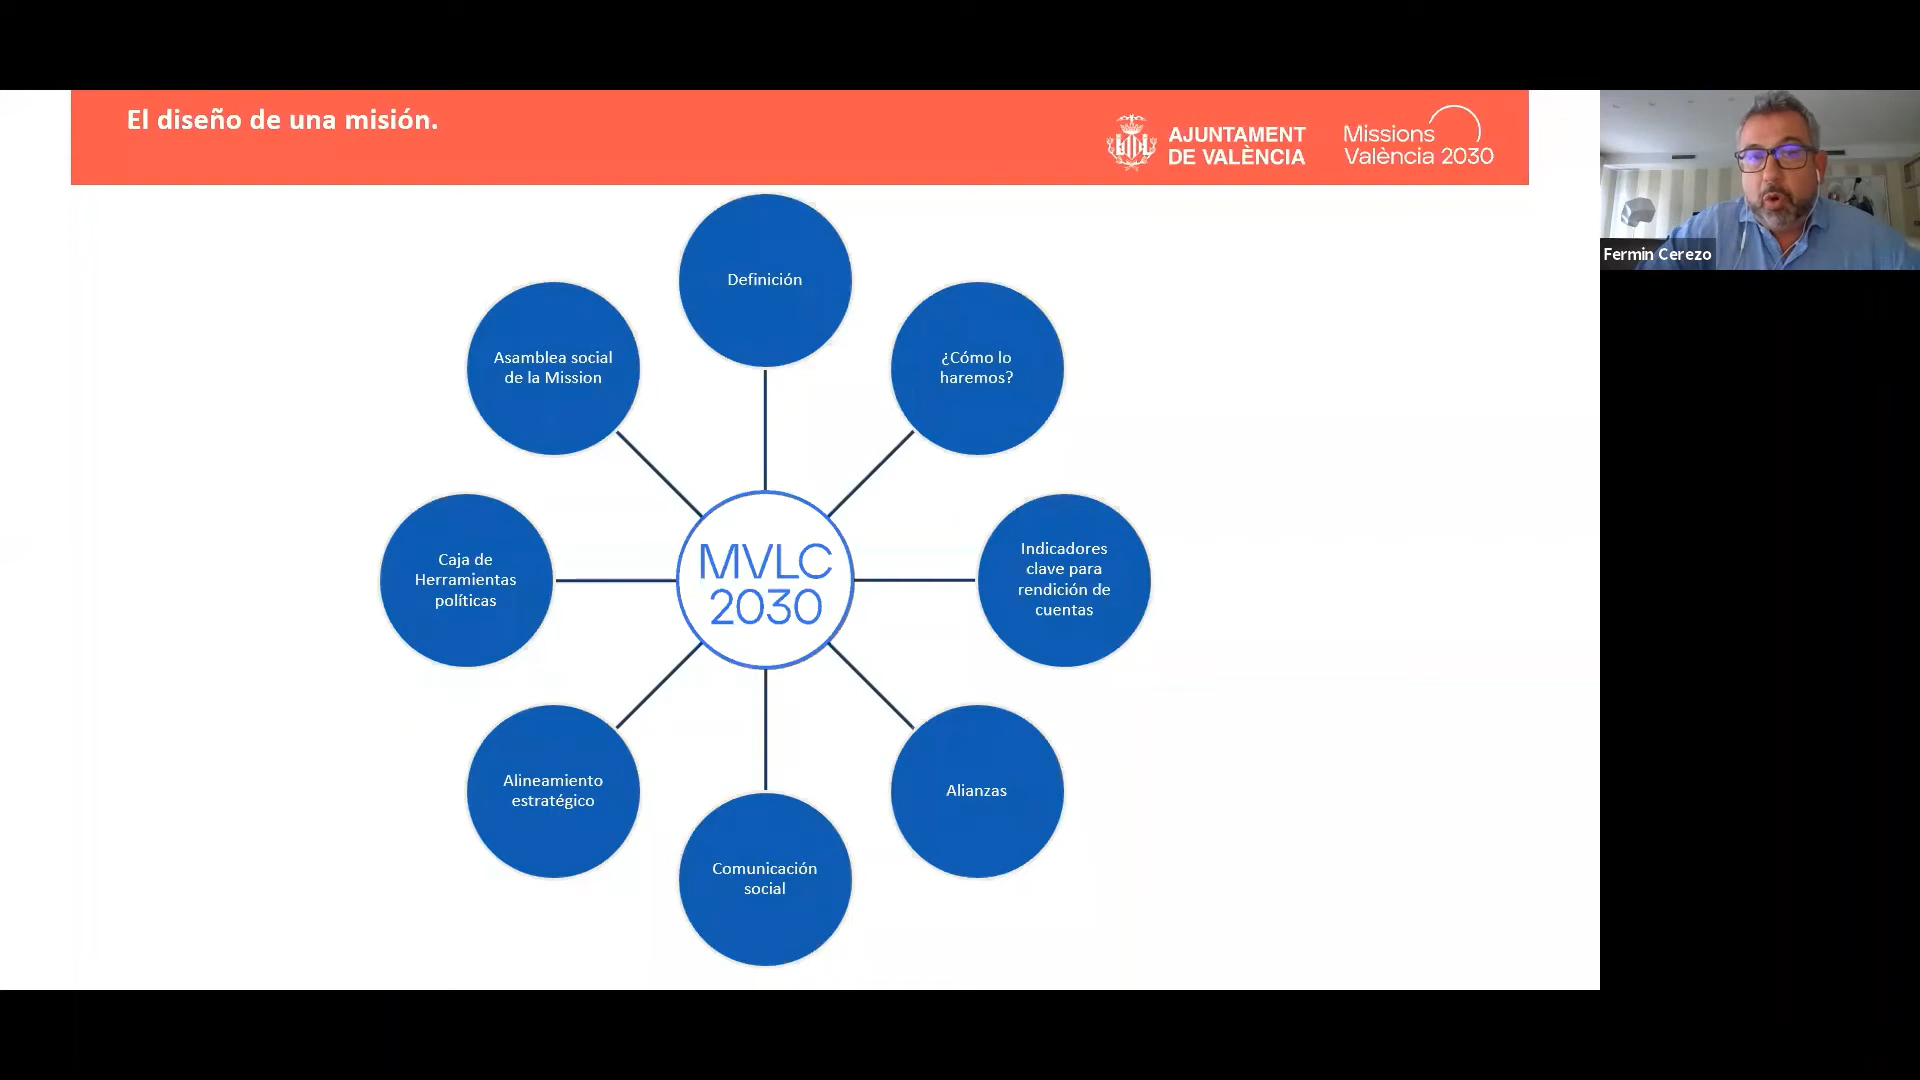 El diseño de una misión.
AJUNTAMENT
DE VALÈNCIA
Missions
València 2030
Fermin Cerezo
Definición
¿Cómo lo
haremos?
Indicadores
clave para
rendición de
cuentas
Alianzas
Comunicación
social
Alineamiento
estratégico
Caja de
Herramientas
políticas
Asamblea social
de la Mission
MVLC
2030